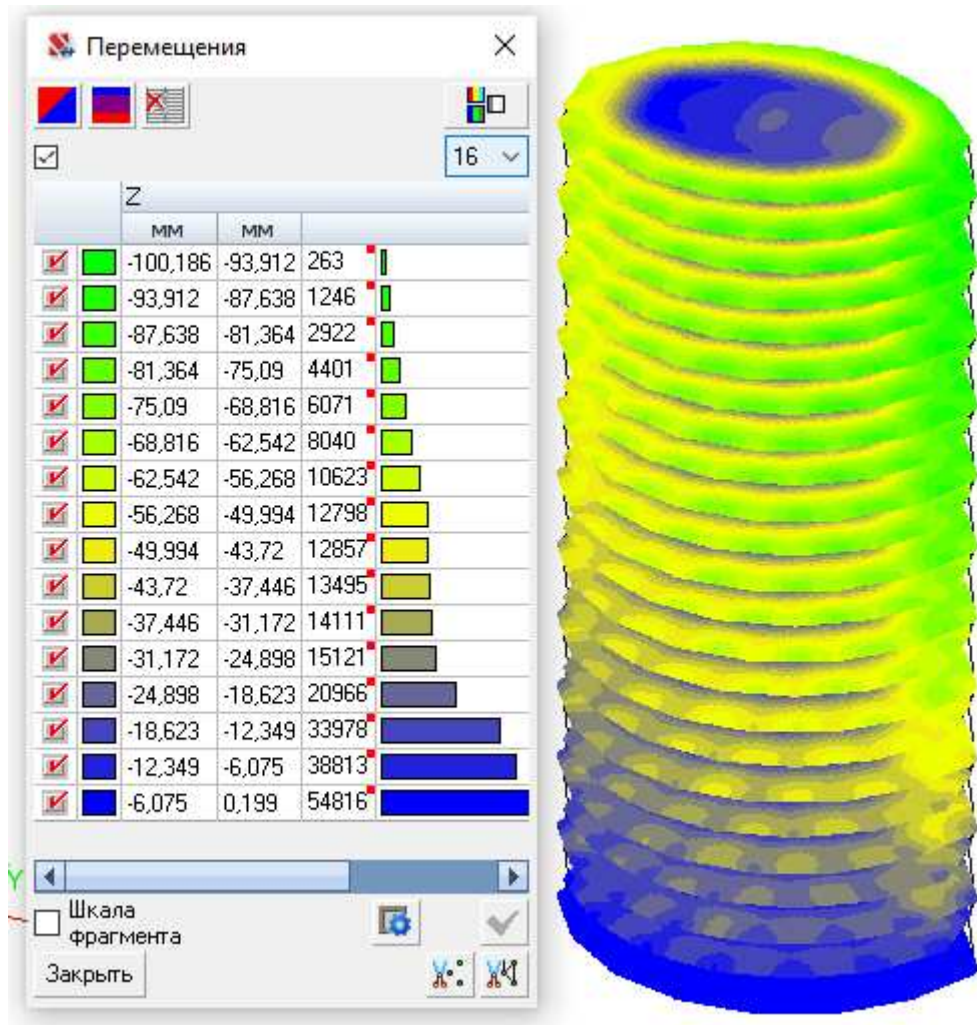 Перемещения
16
Z
мм мм
-100,186 -93,912 263
-93,912 -87,638 1246
-87,638 -81,364 2922
-81,364 -75,09 4401
-75,09 -68,816 6071
-68,816 -62,542 8040
-62,542 -56,268 10623
-56,268 -49,994 12798
-49,994 -43,72 12857
-43,72 -37,446 13495
-37,446 -31,172 14111
-31,172 -24,898 15121
-24,898 -18,623 20966
-18,623 -12,349 33978
-12,349 -6,075 38813
-6,075 0,199 54816
Y
Шкала
фрагмента
Закрыть